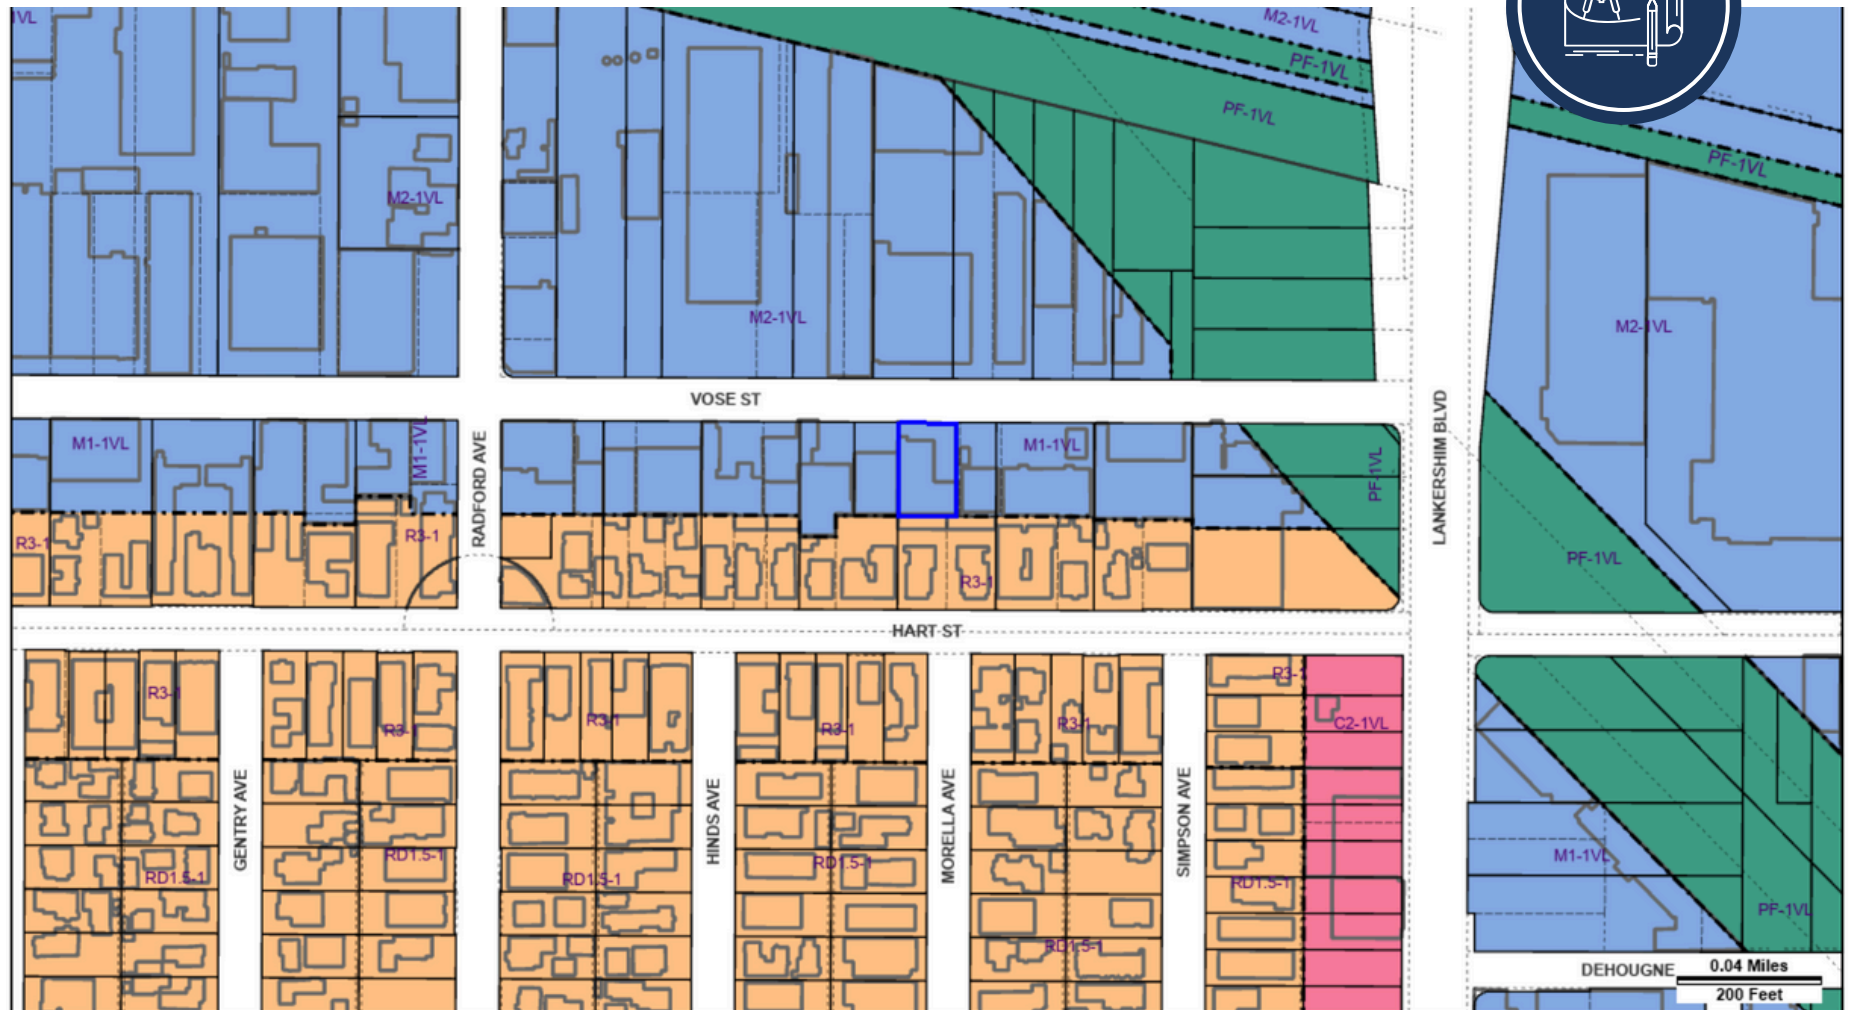 1VL
M2-1VL
PF-1VL
PF-1VL
PF-1VL
M2-1VL
M2-1VL
M2-1VL
VOSE ST
M1-1VL
M1-1VL
RADFORD AVE
M1-1VL
PF-1VL
LANKERSHIM BLVD
R3-1
R3-1
R3-1
PF-1VL
HART ST
R3-1
R3-1
R3-1
R3-1
R3-1
R3-
C2-1VL
GENTRY AVE
HINDS AVE
MORELLA AVE
SIMPSON AVE
RD1.5-1
RD1.5-1
RD1.5-1
RD1.5-1
RD1.5-1
RD1.5-1
M1-1VL
PF-1VL
DEHOUGNE
0.04 Miles
200 Feet